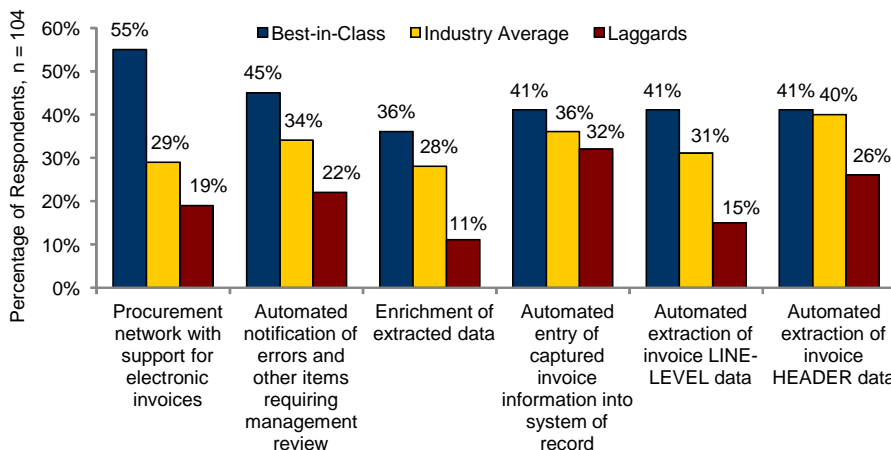 Percentage of Respondents, n = 104
60%
50%
40%
30%
20%
10%
0%
Best-in-Class
Industry Average
Laggards
55%
29%
19%
45%
34%
22%
36%
28%
11%
41%
36%
32%
41%
31%
15%
41%
40%
26%
Procurement
network with
support for
electronic
invoices
Automated
notification of
errors and
other items
requiring
management
review
Enrichment of
extracted data
Automated
entry of
captured
invoice
information into
system of
record
Automated
extraction of
invoice LINE-
LEVEL data
Automated
extraction of
invoice
HEADER data